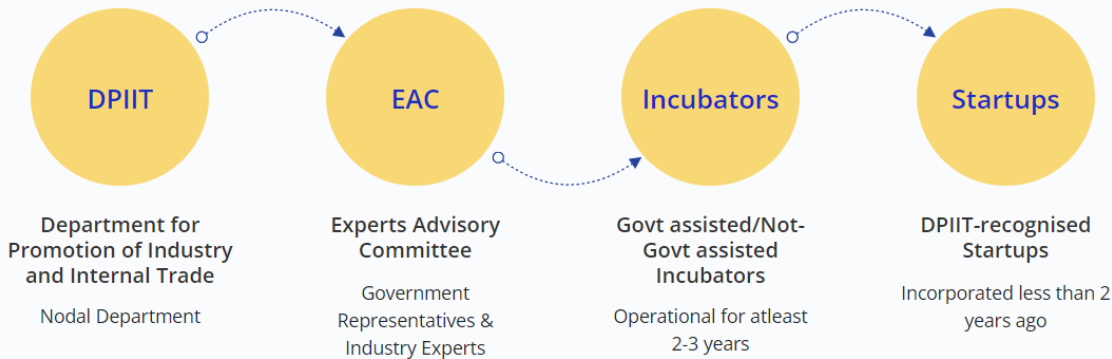 DPIIT
EAC
Incubators
Startups
Department for
Promotion of Industry
and Internal Trade
Nodal Department
Experts Advisory
Committee
Government
Representatives &
Industry Experts
Govt assisted/Not-
Govt assisted
Incubators
Operational for atleast
2-3 years
DPIIT-recognised
Startups
Incorporated less than 2
years ago